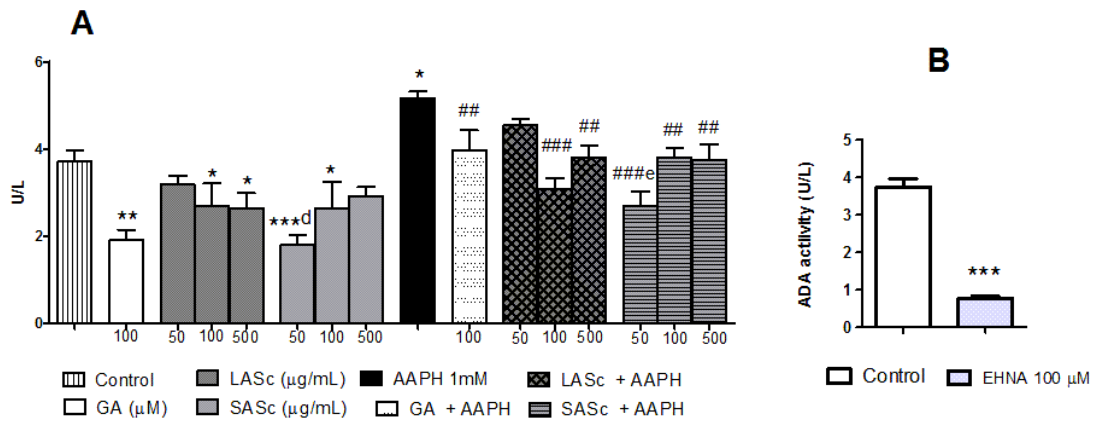 A
B
U/L
6
4
2
0
**
*
*
***d
*
*
##
###
##
###e
##
##
100
50
100
500
50
100
500
100
50
100
500
50
100
500
Control
LASc (μg/mL)
AAPH 1mM
LASc + AAPH
GA (μM)
SASc (μg/mL)
GA + AAPH
SASc + AAPH
ADA actiivity (U/L)
5
4
3
2
1
0
***
Control
EHNA 100 μM